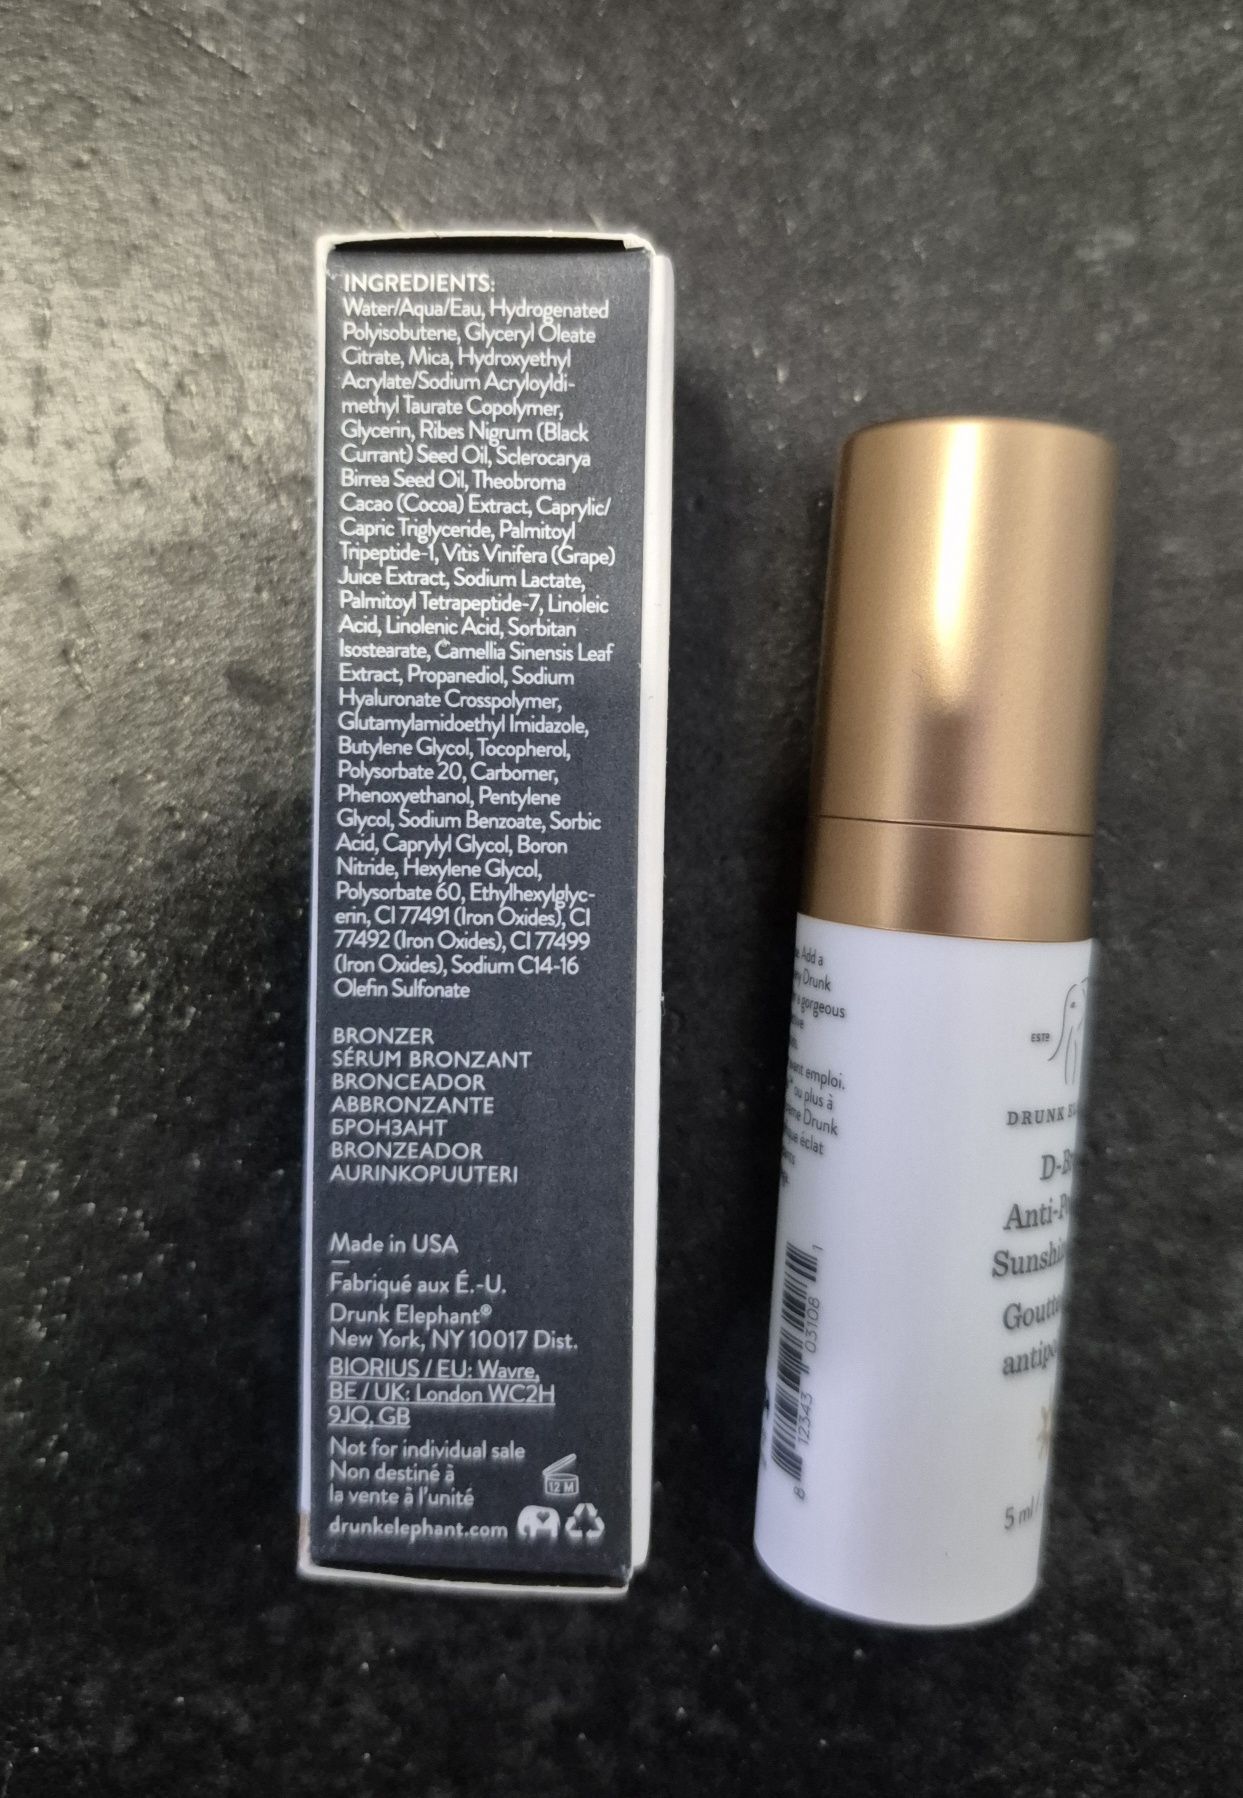 INGREDIENTS:
Water/Aqua/Eau, Hydrogenated
Polyisobutene, Glyceryl Oleate
Citrate, Mica, Hydroxyethyl
Acrylate/Sodium Acryloyldi-
methyl Taurate Copolymer,
Glycerin, Ribes Nigrum (Black
Currant) Seed Oil, Sclerocarya
Birrea Seed Oil, Theobroma
Cacao (Cocoa) Extract, Caprylic/
Capric Triglyceride, Palmitoyl
Tripeptide-1, Vitis Vinifera (Grape)
Juice Extract, Sodium Lactate,
Palmitoyl Tetrapeptide-7, Linoleic
Acid, Linolenic Acid, Sorbitan
Isostearate, Camellia Sinensis Leaf
Extract, Propanediol, Sodium
Hyaluronate Crosspolymer,
Glutamylamidoethyl Imidazole,
Butylene Glycol, Tocopherol,
Polysorbate 20, Carbomer,
Phenoxyethanol, Pentylene
Glycol, Sodium Benzoate, Sorbic
Acid, Caprylyl Glycol, Boron
Nitride, Hexylene Glycol,
Polysorbate 60, Ethylhexylglyc-
erin, CI 77491 (Iron Oxides), CI
77492 (Iron Oxides), CI 77499
(Iron Oxides), Sodium C14-16
Olefin Sulfonate
BRONZER
SÉRUM BRONZANT
BRONCEADOR
ABBRONZANTE
БРОНЗАНТ
BRONZEADOR
AURINKOPUUTERI
Made in USA
Fabriqué aux É.-U.
Drunk Elephant®
New York, NY 10017 Dist.
BIORIUS / EU: Wavre,
BE / UK: London WC2H
9JQ, GB
Not for individual sale
Non destiné à
la vente à l'unité
12 M
drunkelephant.com
Add a
Drunk
gorgeous
emploi.
ou plus à
Drunk
éclat
8 12343 03108 1
ESTD
DRUNK
D-
Anti-
5 ml